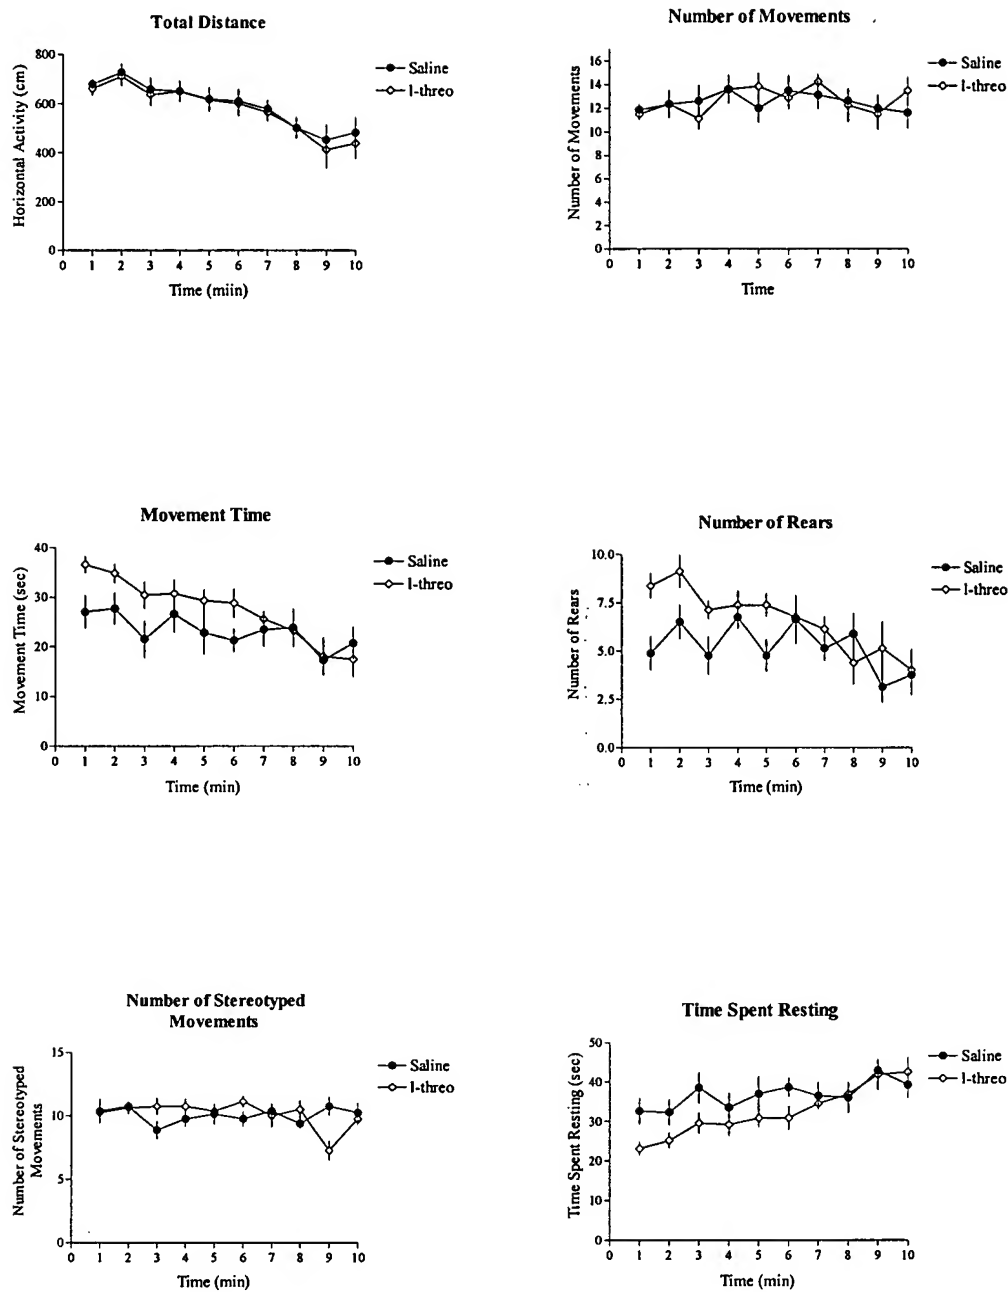 Total Distance
Horizontal Activity (cm)
800
600
400
200
0
0 1 2 3 4 5 6 7 8 9 10
Time (miin)
Saline
l-threo
Number of Movements
Number of Movements
16
14
12
10
8
6
4
2
0
0 1 2 3 4 5 6 7 8 9 10
Time
Saline
l-threo
Movement Time
Movement Time (sec)
40
30
20
10
0
0 1 2 3 4 5 6 7 8 9 10
Time (min)
Saline
l-threo
Number of Rears
Number of Rears
10.0
7.5
5.0
2.5
0.0
0 1 2 3 4 5 6 7 8 9 10
Time (min)
Saline
l-threo
Number of Stereotyped
Movements
Number of Stereotyped
Movements
15
10
5
0
0 1 2 3 4 5 6 7 8 9 10
Time (min)
Saline
l-threo
Time Spent Resting
Time Spent Resting (sec)
50
40
30
20
10
0
0 1 2 3 4 5 6 7 8 9 10
Time (min)
Saline
l-threo